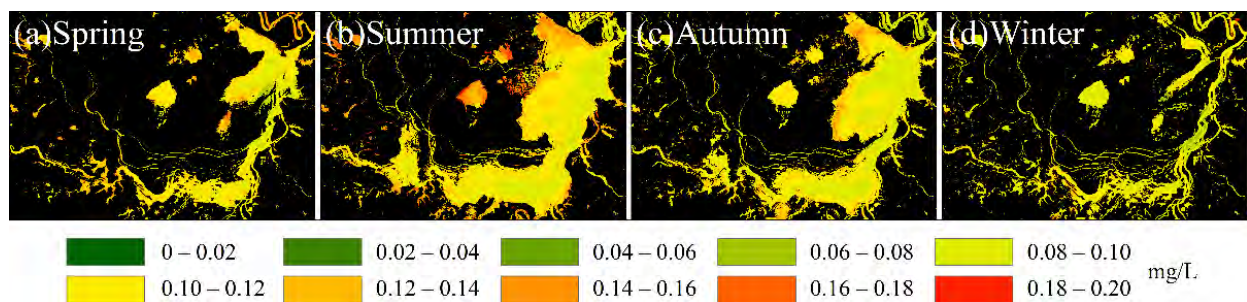 (a)Spring (b)Summer (c)Autumn (d)Winter
0 – 0.02 0.02 – 0.04 0.04 – 0.06 0.06 – 0.08 0.08 – 0.10
mg/L
0.10 – 0.12 0.12 – 0.14 0.14 – 0.16 0.16 – 0.18 0.18 – 0.20